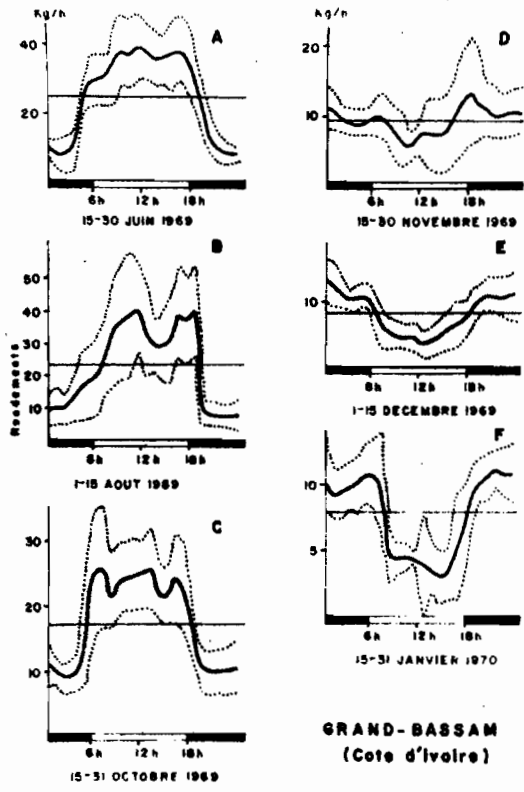 Kg/h
A
40
20
6h 12h 18h
15-30 JUIN 1969
B
50
40
30
20
10
Rendements
6h 12h 18h
1-15 AOUT 1969
C
30
20
10
6h 12h 18h
15-31 OCTOBRE 1969
Kg/h
D
20
10
6h 12h 18h
15-30 NOVEMBRE 1969
E
10
6h 12h 18h
1-15 DECEMBRE 1969
F
10
5
6h 12h 18h
15-31 JANVIER 1970
GRAND-BASSAM
(Cote d'Ivoire)